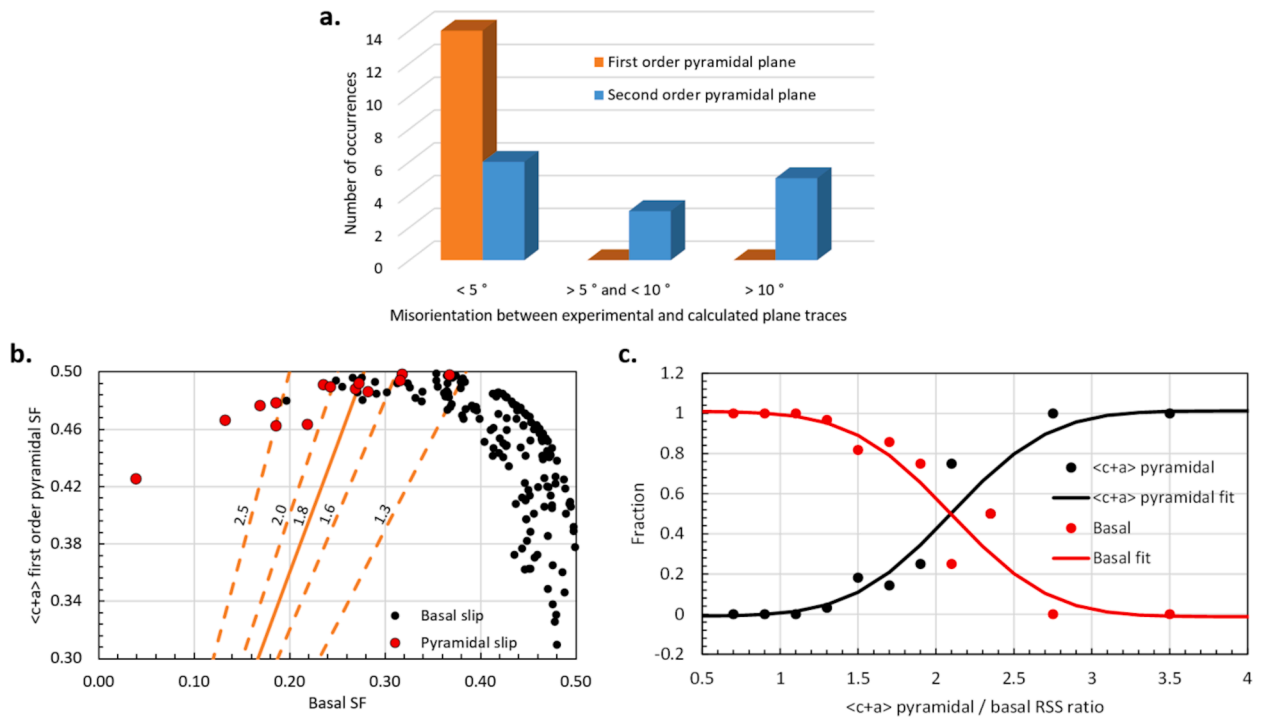 a.
14
12
10
8
6
4
2
0
Number of occurrences
First order pyramidal plane
Second order pyramidal plane
< 5 °
> 5 ° and < 10 °
> 10 °
Misorientation between experimental and calculated plane traces
b.
0.50
0.46
0.42
0.38
0.34
0.30
<c+a> first order pyramidal SF
2.5
2.0
1.8
1.6
1.3
Basal slip
Pyramidal slip
0.00
0.10
0.20
0.30
0.40
0.50
Basal SF
c.
1.2
1
0.8
0.6
0.4
0.2
0
-0.2
Fraction
<c+a> pyramidal
<c+a> pyramidal fit
Basal
Basal fit
0.5
1
1.5
2
2.5
3
3.5
4
<c+a> pyramidal / basal RSS ratio